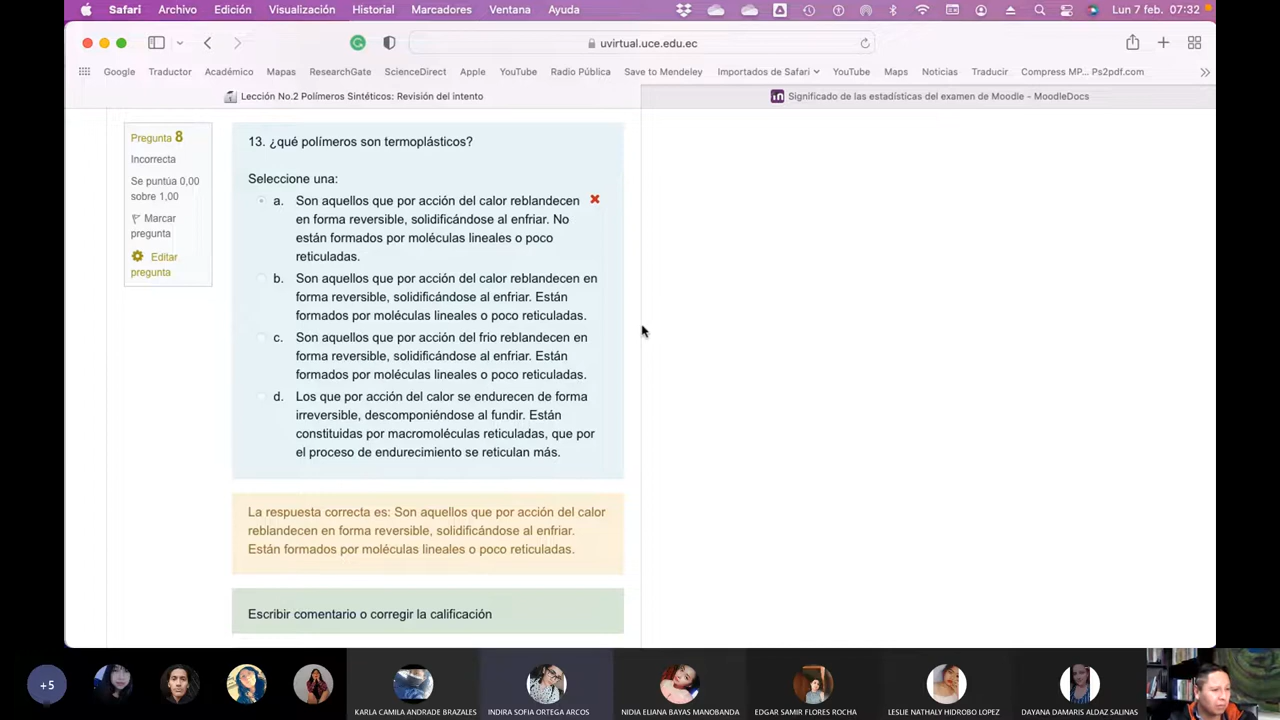 Safari Archivo Edición Visualización Historial Marcadores Ventana Ayuda Lun 7 feb. 07:32
uvirtual.uce.edu.ec
Google Traductor Académico Mapas ResearchGate ScienceDirect Apple YouTube Radio Pública Save to Mendeley Importados de Safari YouTube Maps Noticias Traducir Compress MP... Ps2pdf.com
Lección No.2 Polímeros Sintéticos: Revisión del intento
Significado de las estadísticas del examen de Moodle - MoodleDocs
Pregunta 8
Incorrecta
Se puntúa 0,00
sobre 1,00
Marcar
pregunta
Editar
pregunta
13. ¿qué polímeros son termoplásticos?
Seleccione una:
a. Son aquellos que por acción del calor reblandecen
en forma reversible, solidificándose al enfriar. No
están formados por moléculas lineales o poco
reticuladas.
b. Son aquellos que por acción del calor reblandecen en
forma reversible, solidificándose al enfriar. Están
formados por moléculas lineales o poco reticuladas.
c. Son aquellos que por acción del frio reblandecen en
forma reversible, solidificándose al enfriar. Están
formados por moléculas lineales o poco reticuladas.
d. Los que por acción del calor se endurecen de forma
irreversible, descomponiéndose al fundir. Están
constituidas por macromoléculas reticuladas, que por
el proceso de endurecimiento se reticulan más.
La respuesta correcta es: Son aquellos que por acción del calor
reblandecen en forma reversible, solidificándose al enfriar.
Están formados por moléculas lineales o poco reticuladas.
Escribir comentario o corregir la calificación
+5
KARLA CAMILA ANDRADE BRAZALES
INDIRA SOFIA ORTEGA ARCOS
NIDIA ELIANA BAYAS MANOBANDA
EDGAR SAMIR FLORES ROCHA
LESLIE NATHALY HIDROBO LOPEZ
DAYANA DAMARIS ALDAZ SALINAS